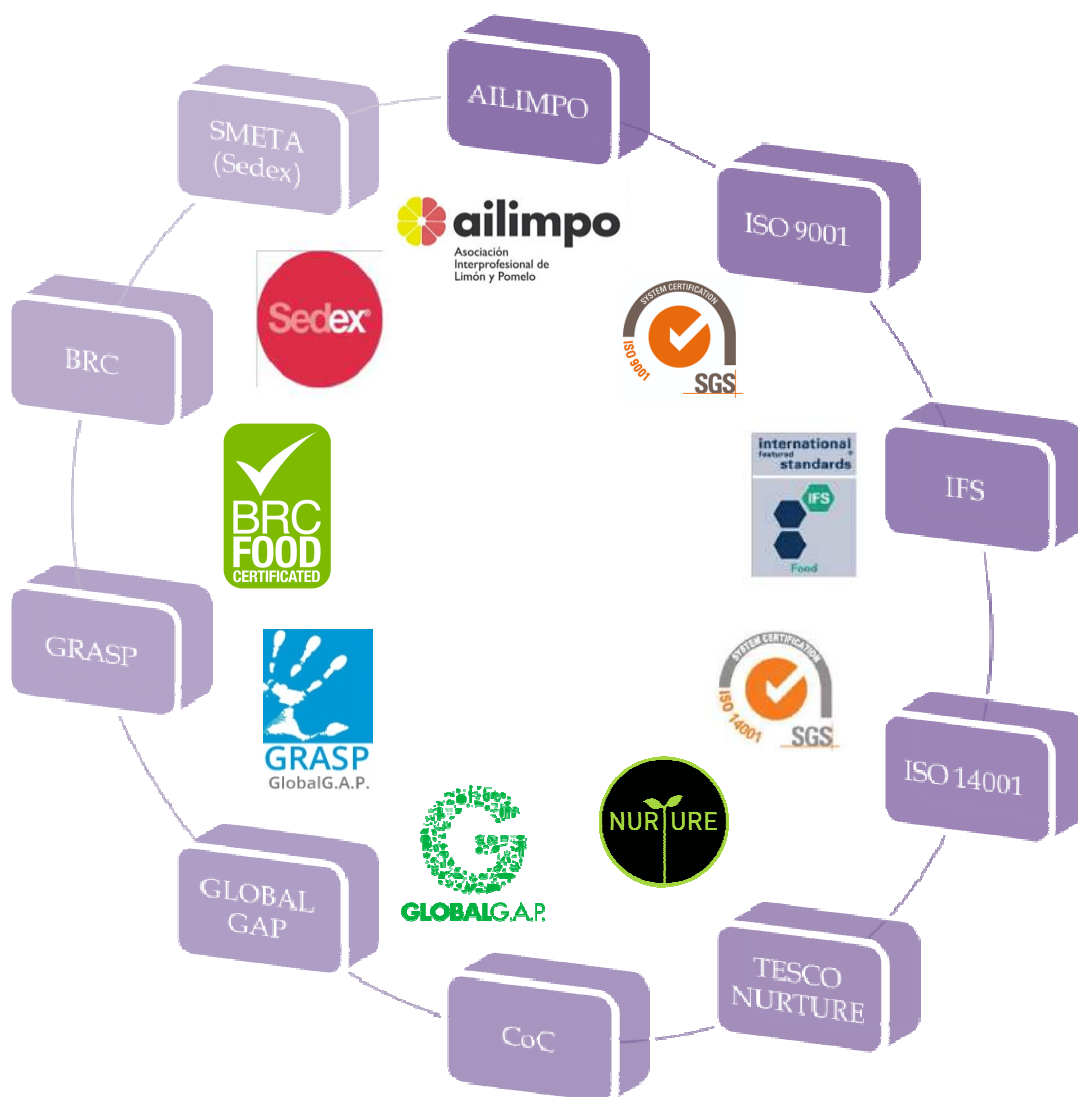 AILIMPO
SMETA
(Sedex)
ailimpo
Asociación
Interprofesional de
Limón y Pomelo
ISO 9001
Sedex®
SYSTEM CERTIFICATION
ISO 9001
SGS
BRC
IFS
international
featured
standards
®
IFS
Food
BRC
FOOD
CERTIFICATED
GRASP
GRASP
GlobalG.A.P.
SYSTEM CERTIFICATION
ISO 14001
SGS
ISO 14001
NURTURE
GLOBALG.A.P.
GLOBAL
GAP
TESCO
NURTURE
CoC